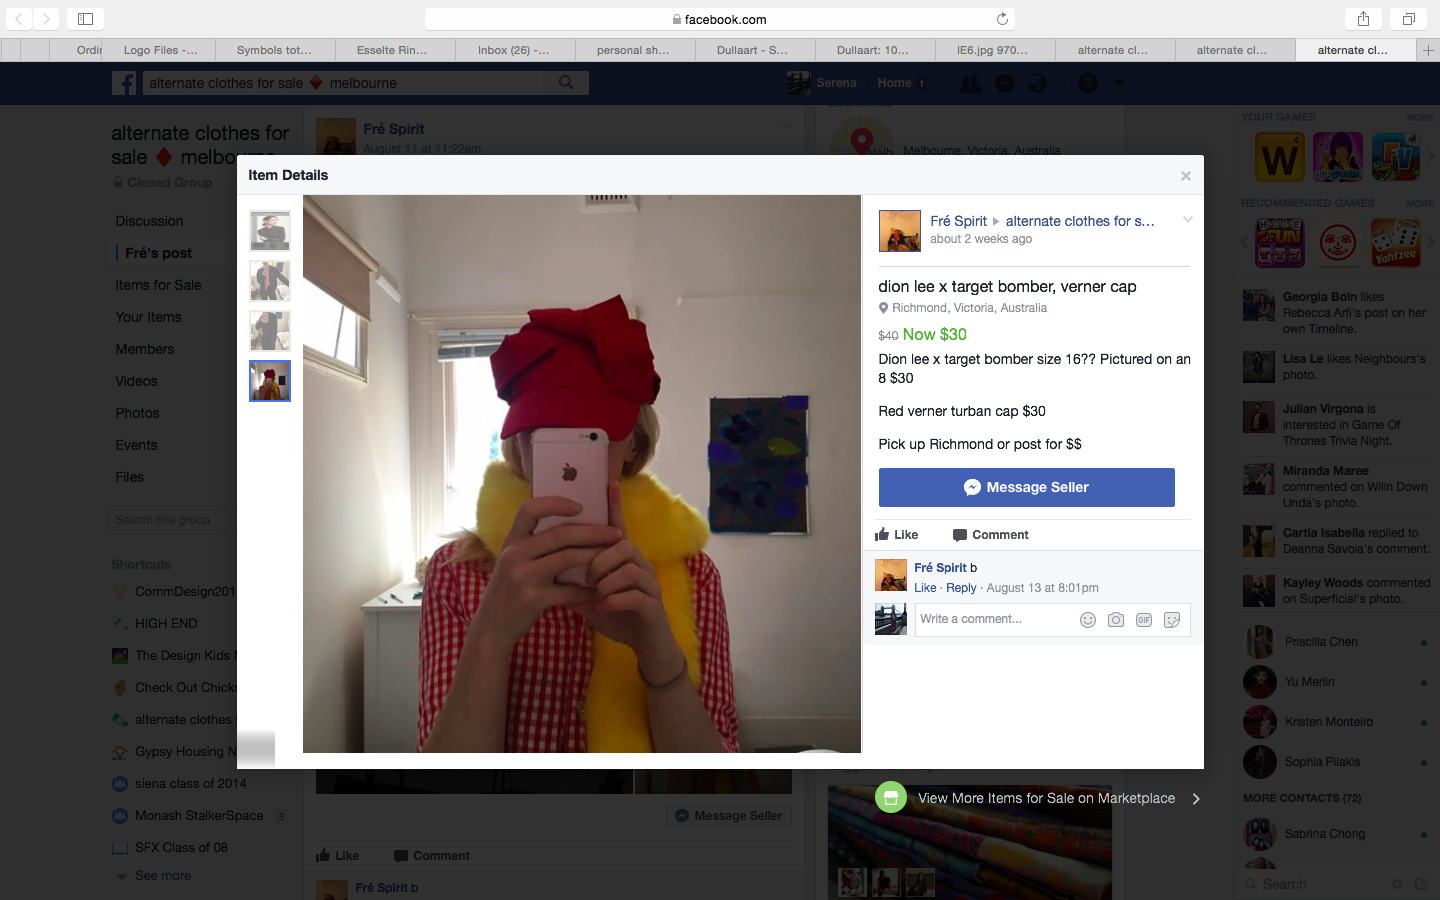 facebook.com
Logo Files -...
Symbols tot...
Esselte Rin...
Inbox (26) -...
personal sh...
Dullaart - S...
Dullaart: 10...
IE6.jpg 970...
alternate cl...
alternate cl...
alternate cl...
alternate clothes for sale ♦ melbourne
Serena
Home 1
alternate clothes for
sale ♦ melbourne
Closed Group
Discussion
Fré's post
Items for Sale
Your Items
Members
Videos
Photos
Events
Files
Search this group
Shortcuts
HIGH END
The Design Kids
Check Out Chicks
alternate clothes
Gypsy Housing
siena class of 2014
Monash StalkerSpace 8
SFX Class of 08
See more
Fré Spirit
August 11 at 11:22am
Melbourne, Victoria, Australia
Item Details
Fré Spirit
alternate clothes for s...
about 2 weeks ago
dion lee x target bomber, verner cap
Richmond, Victoria, Australia
$40 Now $30
Dion lee x target bomber size 16?? Pictured on an
8 $30
Red verner turban cap $30
Pick up Richmond or post for $$
Message Seller
Like Comment
Fré Spirit b
Like · Reply · August 13 at 8:01pm
Write a comment...
GIF
View More Items for Sale on Marketplace
Message Seller
Like Comment
Fré Spirit b
YOUR GAMES MORE
W 4
FV
RECOMMENDED GAMES MORE
HOUSE
FUN
Yahtzee
Georgia Boin likes
Rebecca Arfi's post on her
own Timeline.
Lisa Le likes Neighbours's
photo.
Julian Virgona is
interested in Game Of
Thrones Trivia Night.
Miranda Maree
commented on Wilin Down
Unda's photo.
Cartia Isabella replied to
Deanna Savoia's comment.
Kayley Woods commented
on Superficial's photo.
Priscilla Chen
Yu Merlin
Kristen Monteiro
Sophia Pilakis
MORE CONTACTS (72)
Sabrina Chong
Search